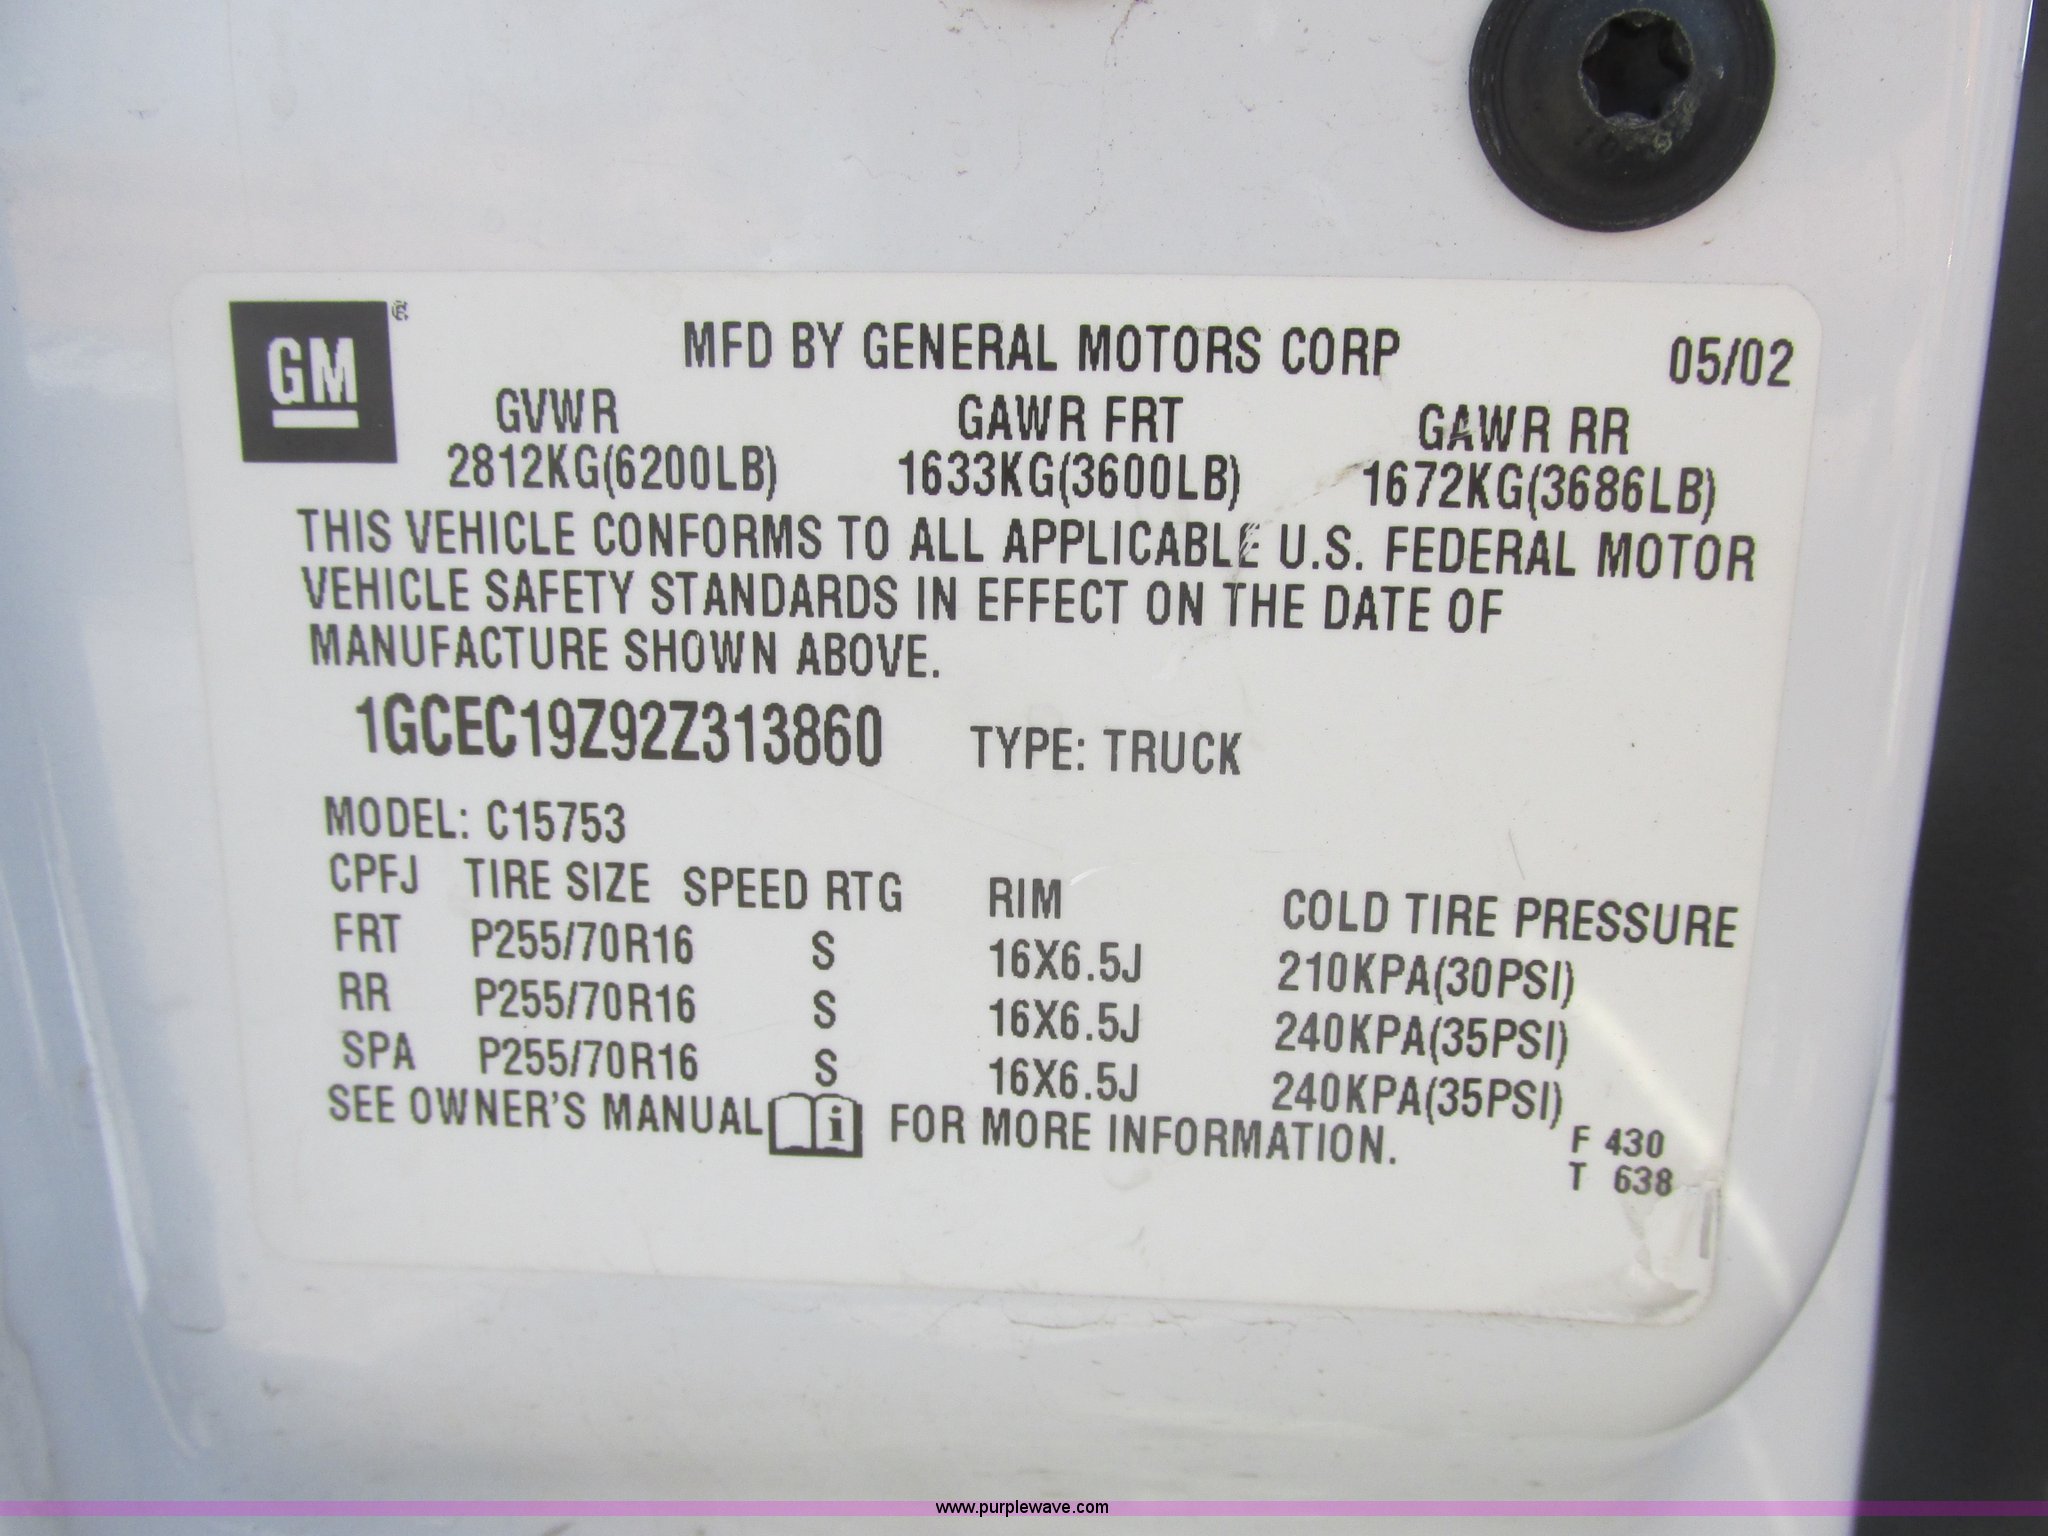 GM
MFD BY GENERAL MOTORS CORP 05/02
GVWR GAWR FRT GAWR RR
2812KG(6200LB) 1633KG(3600LB) 1672KG(3686LB)
THIS VEHICLE CONFORMS TO ALL APPLICABLE U.S. FEDERAL MOTOR
VEHICLE SAFETY STANDARDS IN EFFECT ON THE DATE OF
MANUFACTURE SHOWN ABOVE.
1GCEC19Z92Z313860 TYPE: TRUCK
MODEL: C15753
CPFJ TIRE SIZE SPEED RTG RIM COLD TIRE PRESSURE
FRT P255/70R16 S 16X6.5J 210KPA(30PSI)
RR P255/70R16 S 16X6.5J 240KPA(35PSI)
SPA P255/70R16 S 16X6.5J 240KPA(35PSI)
SEE OWNER'S MANUAL i FOR MORE INFORMATION.
F 430
T 638
www.purplewave.com